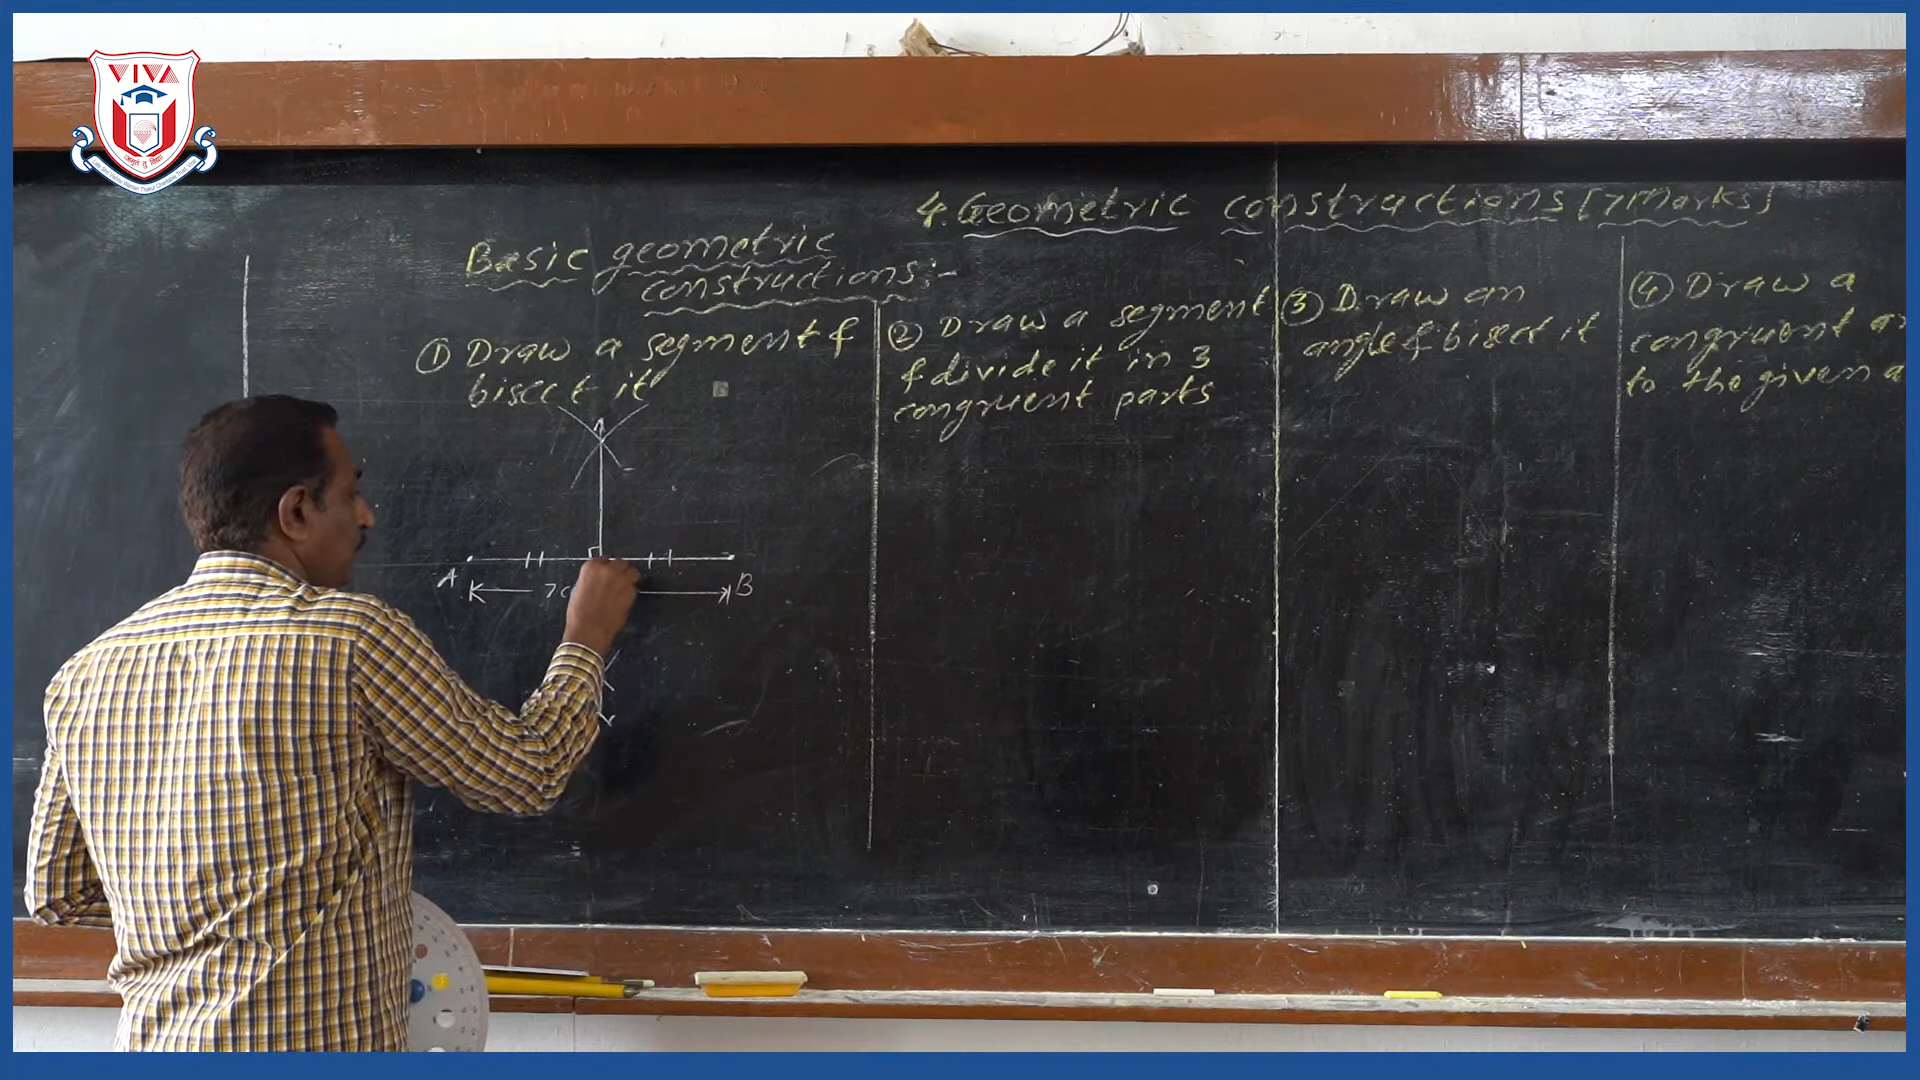 VIVA
4. Geometric constructions [7 Marks]
Basic geometric
constructions:-
① Draw a segment &
bisect it
A
B
② Draw a segment
& divide it in 3
congruent parts
③ Draw an
angle & bisect it
④ Draw a
congruent
to the given